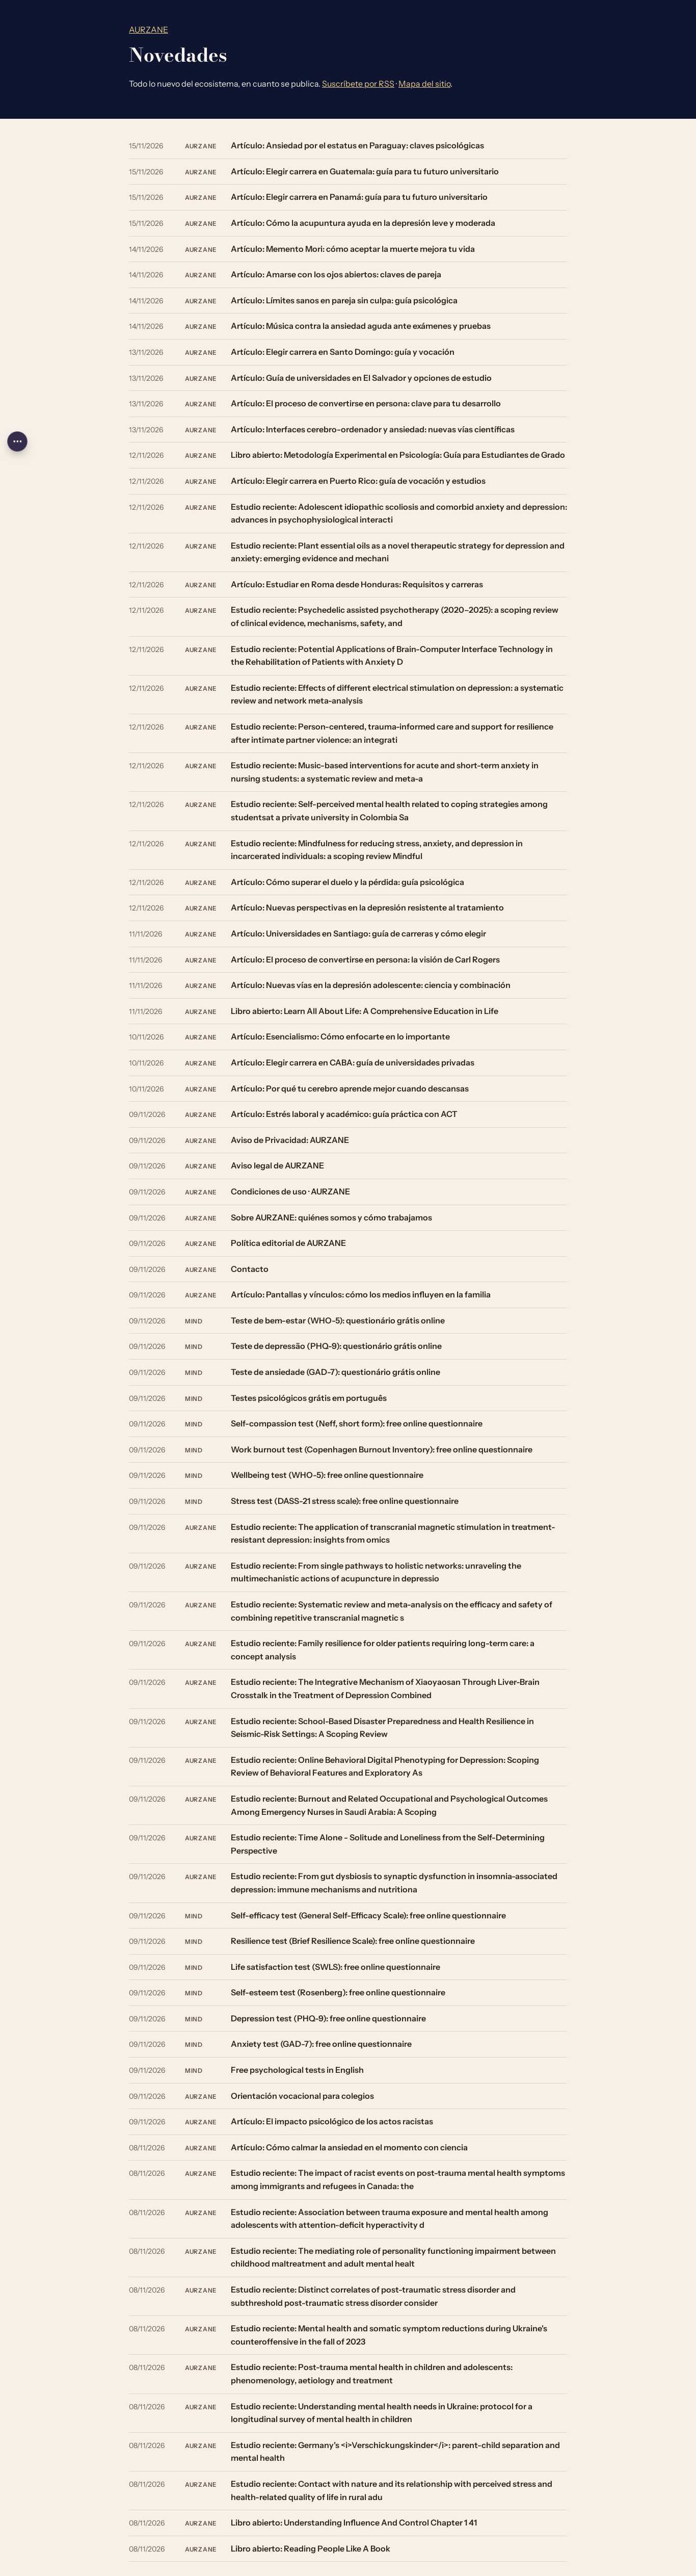 AURZANE
Novedades
Todo lo nuevo del ecosistema, en cuanto se publica. Suscríbete por RSS · Mapa del sitio.
15/11/2026 AURZANE Artículo: Ansiedad por el estatus en Paraguay: claves psicológicas
15/11/2026 AURZANE Artículo: Elegir carrera en Guatemala: guía para tu futuro universitario
15/11/2026 AURZANE Artículo: Elegir carrera en Panamá: guía para tu futuro universitario
15/11/2026 AURZANE Artículo: Cómo la acupuntura ayuda en la depresión leve y moderada
14/11/2026 AURZANE Artículo: Memento Mori: cómo aceptar la muerte mejora tu vida
14/11/2026 AURZANE Artículo: Amarse con los ojos abiertos: claves de pareja
14/11/2026 AURZANE Artículo: Límites sanos en pareja sin culpa: guía psicológica
14/11/2026 AURZANE Artículo: Música contra la ansiedad aguda ante exámenes y pruebas
13/11/2026 AURZANE Artículo: Elegir carrera en Santo Domingo: guía y vocación
13/11/2026 AURZANE Artículo: Guía de universidades en El Salvador y opciones de estudio
13/11/2026 AURZANE Artículo: El proceso de convertirse en persona: clave para tu desarrollo
13/11/2026 AURZANE Artículo: Interfaces cerebro-ordenador y ansiedad: nuevas vías científicas
12/11/2026 AURZANE Libro abierto: Metodología Experimental en Psicología: Guía para Estudiantes de Grado
12/11/2026 AURZANE Artículo: Elegir carrera en Puerto Rico: guía de vocación y estudios
12/11/2026 AURZANE Estudio reciente: Adolescent idiopathic scoliosis and comorbid anxiety and depression:
advances in psychophysiological interacti
12/11/2026 AURZANE Estudio reciente: Plant essential oils as a novel therapeutic strategy for depression and
anxiety: emerging evidence and mechani
12/11/2026 AURZANE Artículo: Estudiar en Roma desde Honduras: Requisitos y carreras
12/11/2026 AURZANE Estudio reciente: Psychedelic assisted psychotherapy (2020–2025): a scoping review
of clinical evidence, mechanisms, safety, and
12/11/2026 AURZANE Estudio reciente: Potential Applications of Brain-Computer Interface Technology in
the Rehabilitation of Patients with Anxiety D
12/11/2026 AURZANE Estudio reciente: Effects of different electrical stimulation on depression: a systematic
review and network meta-analysis
12/11/2026 AURZANE Estudio reciente: Person-centered, trauma-informed care and support for resilience
after intimate partner violence: an integrati
12/11/2026 AURZANE Estudio reciente: Music-based interventions for acute and short-term anxiety in
nursing students: a systematic review and meta-a
12/11/2026 AURZANE Estudio reciente: Self-perceived mental health related to coping strategies among
studentsat a private university in Colombia Sa
12/11/2026 AURZANE Estudio reciente: Mindfulness for reducing stress, anxiety, and depression in
incarcerated individuals: a scoping review Mindful
12/11/2026 AURZANE Artículo: Cómo superar el duelo y la pérdida: guía psicológica
12/11/2026 AURZANE Artículo: Nuevas perspectivas en la depresión resistente al tratamiento
11/11/2026 AURZANE Artículo: Universidades en Santiago: guía de carreras y cómo elegir
11/11/2026 AURZANE Artículo: El proceso de convertirse en persona: la visión de Carl Rogers
11/11/2026 AURZANE Artículo: Nuevas vías en la depresión adolescente: ciencia y combinación
11/11/2026 AURZANE Libro abierto: Learn All About Life: A Comprehensive Education in Life
10/11/2026 AURZANE Artículo: Esencialismo: Cómo enfocarte en lo importante
10/11/2026 AURZANE Artículo: Elegir carrera en CABA: guía de universidades privadas
10/11/2026 AURZANE Artículo: Por qué tu cerebro aprende mejor cuando descansas
09/11/2026 AURZANE Artículo: Estrés laboral y académico: guía práctica con ACT
09/11/2026 AURZANE Aviso de Privacidad: AURZANE
09/11/2026 AURZANE Aviso legal de AURZANE
09/11/2026 AURZANE Condiciones de uso · AURZANE
09/11/2026 AURZANE Sobre AURZANE: quiénes somos y cómo trabajamos
09/11/2026 AURZANE Política editorial de AURZANE
09/11/2026 AURZANE Contacto
09/11/2026 AURZANE Artículo: Pantallas y vínculos: cómo los medios influyen en la familia
09/11/2026 MIND Teste de bem-estar (WHO-5): questionário grátis online
09/11/2026 MIND Teste de depressão (PHQ-9): questionário grátis online
09/11/2026 MIND Teste de ansiedade (GAD-7): questionário grátis online
09/11/2026 MIND Testes psicológicos grátis em português
09/11/2026 MIND Self-compassion test (Neff, short form): free online questionnaire
09/11/2026 MIND Work burnout test (Copenhagen Burnout Inventory): free online questionnaire
09/11/2026 MIND Wellbeing test (WHO-5): free online questionnaire
09/11/2026 MIND Stress test (DASS-21 stress scale): free online questionnaire
09/11/2026 AURZANE Estudio reciente: The application of transcranial magnetic stimulation in treatment-
resistant depression: insights from omics
09/11/2026 AURZANE Estudio reciente: From single pathways to holistic networks: unraveling the
multimechanistic actions of acupuncture in depressio
09/11/2026 AURZANE Estudio reciente: Systematic review and meta-analysis on the efficacy and safety of
combining repetitive transcranial magnetic s
09/11/2026 AURZANE Estudio reciente: Family resilience for older patients requiring long-term care: a
concept analysis
09/11/2026 AURZANE Estudio reciente: The Integrative Mechanism of Xiaoyaosan Through Liver-Brain
Crosstalk in the Treatment of Depression Combined
09/11/2026 AURZANE Estudio reciente: School-Based Disaster Preparedness and Health Resilience in
Seismic-Risk Settings: A Scoping Review
09/11/2026 AURZANE Estudio reciente: Online Behavioral Digital Phenotyping for Depression: Scoping
Review of Behavioral Features and Exploratory As
09/11/2026 AURZANE Estudio reciente: Burnout and Related Occupational and Psychological Outcomes
Among Emergency Nurses in Saudi Arabia: A Scoping
09/11/2026 AURZANE Estudio reciente: Time Alone - Solitude and Loneliness from the Self-Determining
Perspective
09/11/2026 AURZANE Estudio reciente: From gut dysbiosis to synaptic dysfunction in insomnia-associated
depression: immune mechanisms and nutritiona
09/11/2026 MIND Self-efficacy test (General Self-Efficacy Scale): free online questionnaire
09/11/2026 MIND Resilience test (Brief Resilience Scale): free online questionnaire
09/11/2026 MIND Life satisfaction test (SWLS): free online questionnaire
09/11/2026 MIND Self-esteem test (Rosenberg): free online questionnaire
09/11/2026 MIND Depression test (PHQ-9): free online questionnaire
09/11/2026 MIND Anxiety test (GAD-7): free online questionnaire
09/11/2026 MIND Free psychological tests in English
09/11/2026 AURZANE Orientación vocacional para colegios
09/11/2026 AURZANE Artículo: El impacto psicológico de los actos racistas
08/11/2026 AURZANE Artículo: Cómo calmar la ansiedad en el momento con ciencia
08/11/2026 AURZANE Estudio reciente: The impact of racist events on post-trauma mental health symptoms
among immigrants and refugees in Canada: the
08/11/2026 AURZANE Estudio reciente: Association between trauma exposure and mental health among
adolescents with attention-deficit hyperactivity d
08/11/2026 AURZANE Estudio reciente: The mediating role of personality functioning impairment between
childhood maltreatment and adult mental healt
08/11/2026 AURZANE Estudio reciente: Distinct correlates of post-traumatic stress disorder and
subthreshold post-traumatic stress disorder consider
08/11/2026 AURZANE Estudio reciente: Mental health and somatic symptom reductions during Ukraine's
counteroffensive in the fall of 2023
08/11/2026 AURZANE Estudio reciente: Post-trauma mental health in children and adolescents:
phenomenology, aetiology and treatment
08/11/2026 AURZANE Estudio reciente: Understanding mental health needs in Ukraine: protocol for a
longitudinal survey of mental health in children
08/11/2026 AURZANE Estudio reciente: Germany's <i>Verschickungskinder</i>: parent-child separation and
mental health
08/11/2026 AURZANE Estudio reciente: Contact with nature and its relationship with perceived stress and
health-related quality of life in rural adu
08/11/2026 AURZANE Libro abierto: Understanding Influence And Control Chapter 1 41
08/11/2026 AURZANE Libro abierto: Reading People Like A Book